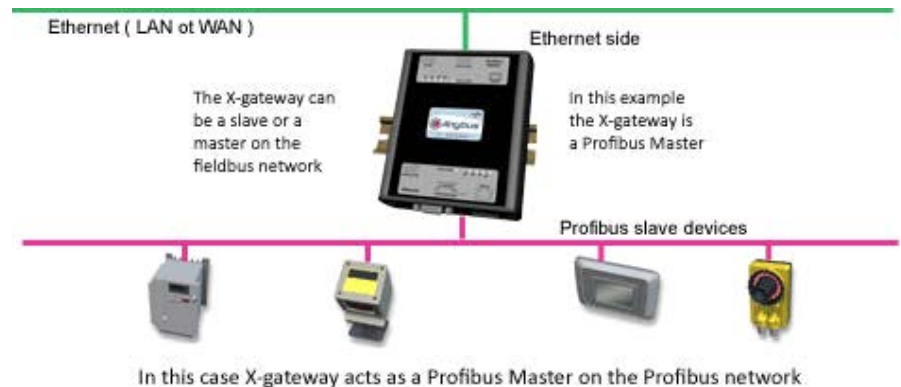 Ethernet ( LAN ot WAN )
Ethernet side
The X-gateway can
be a slave or a
master on the
fieldbus network
Anybus
In this example
the X-gateway is
a Profibus Master
Profibus slave devices
In this case X-gateway acts as a Profibus Master on the Profibus network